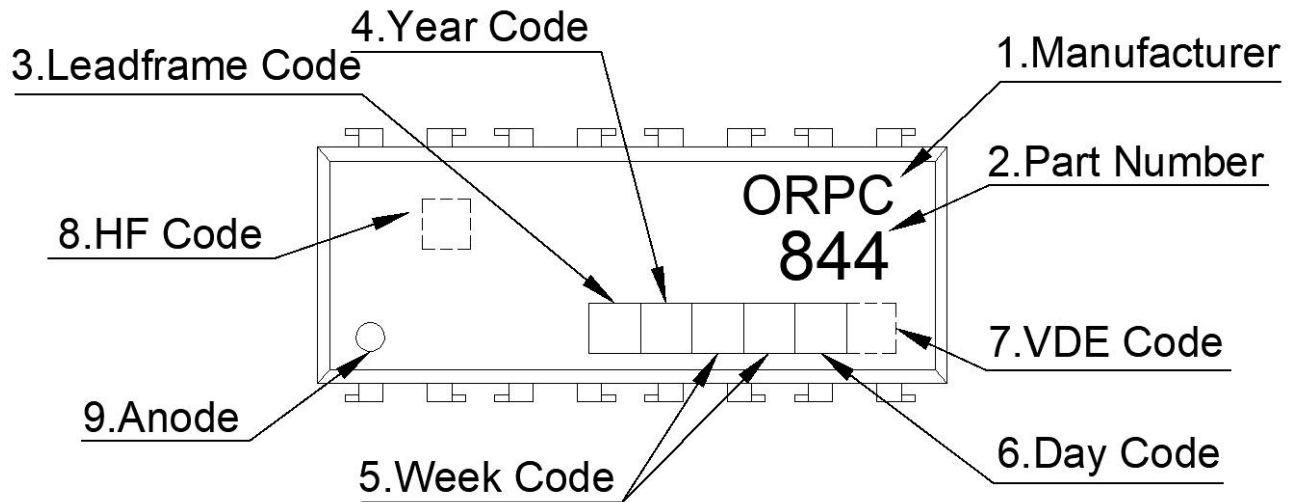 4.Year Code
3.Leadframe Code
1.Manufacturer
2.Part Number
ORPC
844
8.HF Code
7.VDE Code
9.Anode
5.Week Code
6.Day Code